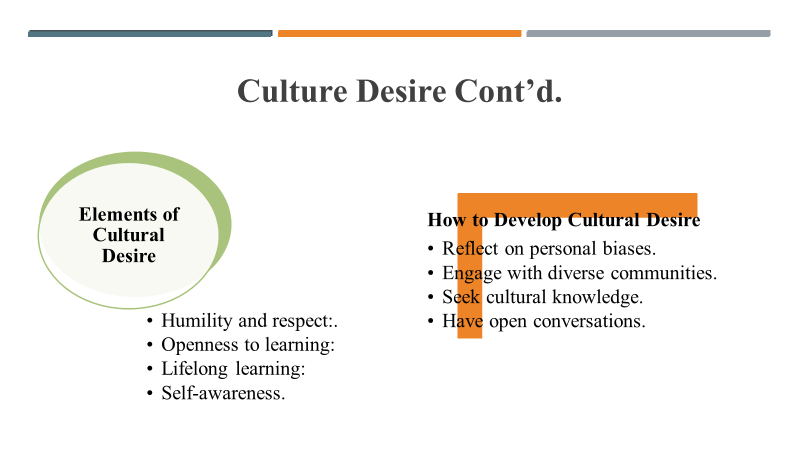 Culture Desire Cont’d.
Elements of
Cultural
Desire
• Humility and respect:.
• Openness to learning:
• Lifelong learning:
• Self-awareness.
How to Develop Cultural Desire
• Reflect on personal biases.
• Engage with diverse communities.
• Seek cultural knowledge.
• Have open conversations.